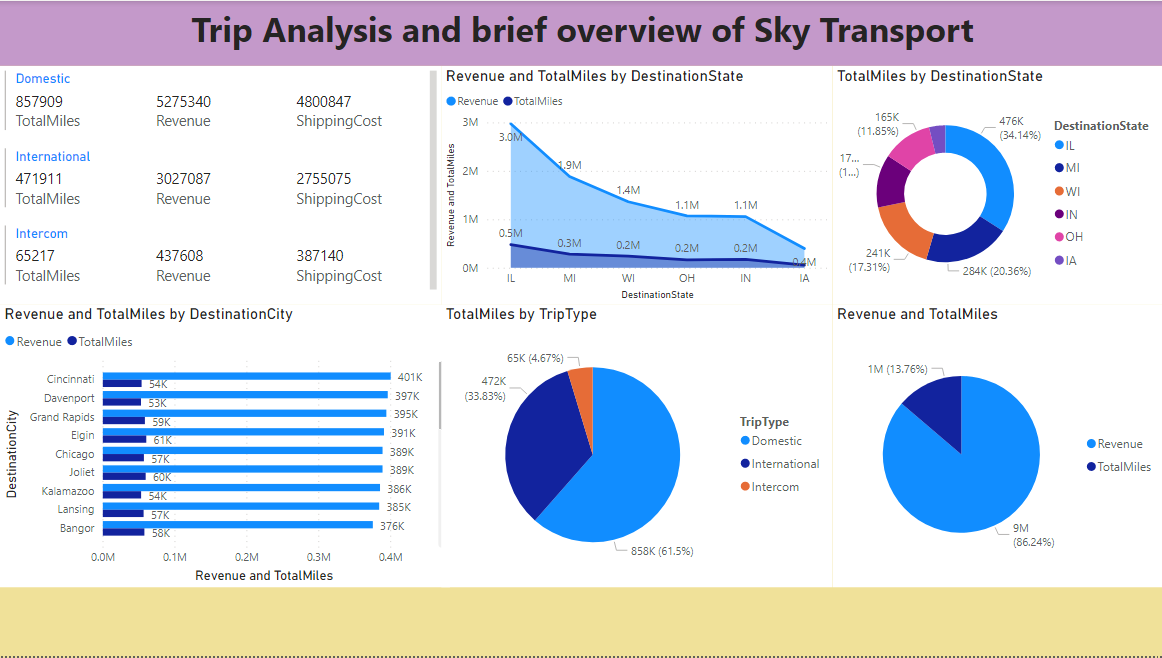 Trip Analysis and brief overview of Sky Transport
Domestic
857909 5275340 4800847
TotalMiles Revenue ShippingCost
International
471911 3027087 2755075
TotalMiles Revenue ShippingCost
Intercom
65217 437608 387140
TotalMiles Revenue ShippingCost
Revenue and TotalMiles by DestinationState
Revenue TotalMiles
Revenue and TotalMiles
3M
2M
1M
0M
3.0M
1.9M
1.4M
1.1M
1.1M
0.4M
0.5M
0.3M
0.2M
0.2M
0.2M
IL MI WI OH IN IA
DestinationState
TotalMiles by DestinationState
165K
(11.85%)
476K
(34.14%)
17...
(1...)
241K
(17.31%)
284K (20.36%)
DestinationState
IL
MI
WI
IN
OH
IA
Revenue and TotalMiles by DestinationCity
Revenue TotalMiles
DestinationCity
Cincinnati 401K
54K
Davenport 397K
53K
Grand Rapids 395K
59K
Elgin 391K
61K
Chicago 389K
57K
Joliet 389K
60K
Kalamazoo 386K
54K
Lansing 385K
57K
Bangor 376K
58K
0.0M 0.1M 0.2M 0.3M 0.4M
Revenue and TotalMiles
TotalMiles by TripType
65K (4.67%)
472K
(33.83%)
858K (61.5%)
TripType
Domestic
International
Intercom
Revenue and TotalMiles
1M (13.76%)
9M
(86.24%)
Revenue
TotalMiles